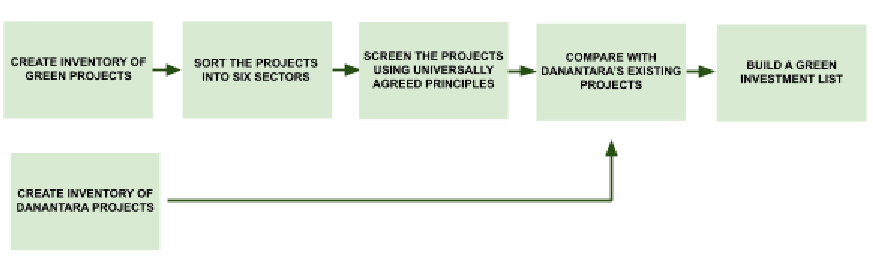 CREATE INVENTORY OF
GREEN PROJECTS
SORT THE PROJECTS
INTO SIX SECTORS
SCREEN THE PROJECTS
USING UNIVERSALLY
AGREED PRINCIPLES
COMPARE WITH
DANANTARA'S EXISTING
PROJECTS
BUILD A GREEN
INVESTMENT LIST
CREATE INVENTORY OF
DANANTARA PROJECTS